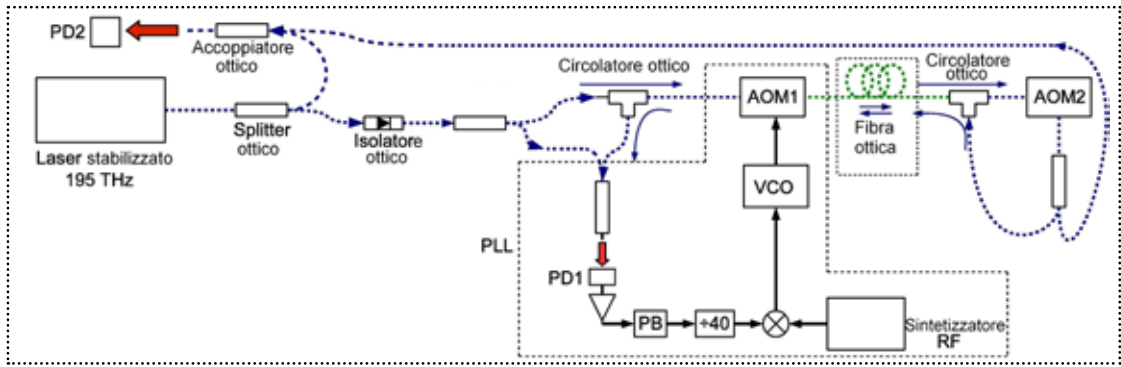 PD2
Accoppiatore
ottico
Laser stabilizzato
195 THz
Splitter
ottico
Isolatore
ottico
Circolatore ottico
AOM1
Fibra
ottica
Circolatore
ottico
AOM2
VCO
PLL
PD1
PB
÷40
Sintetizzatore
RF